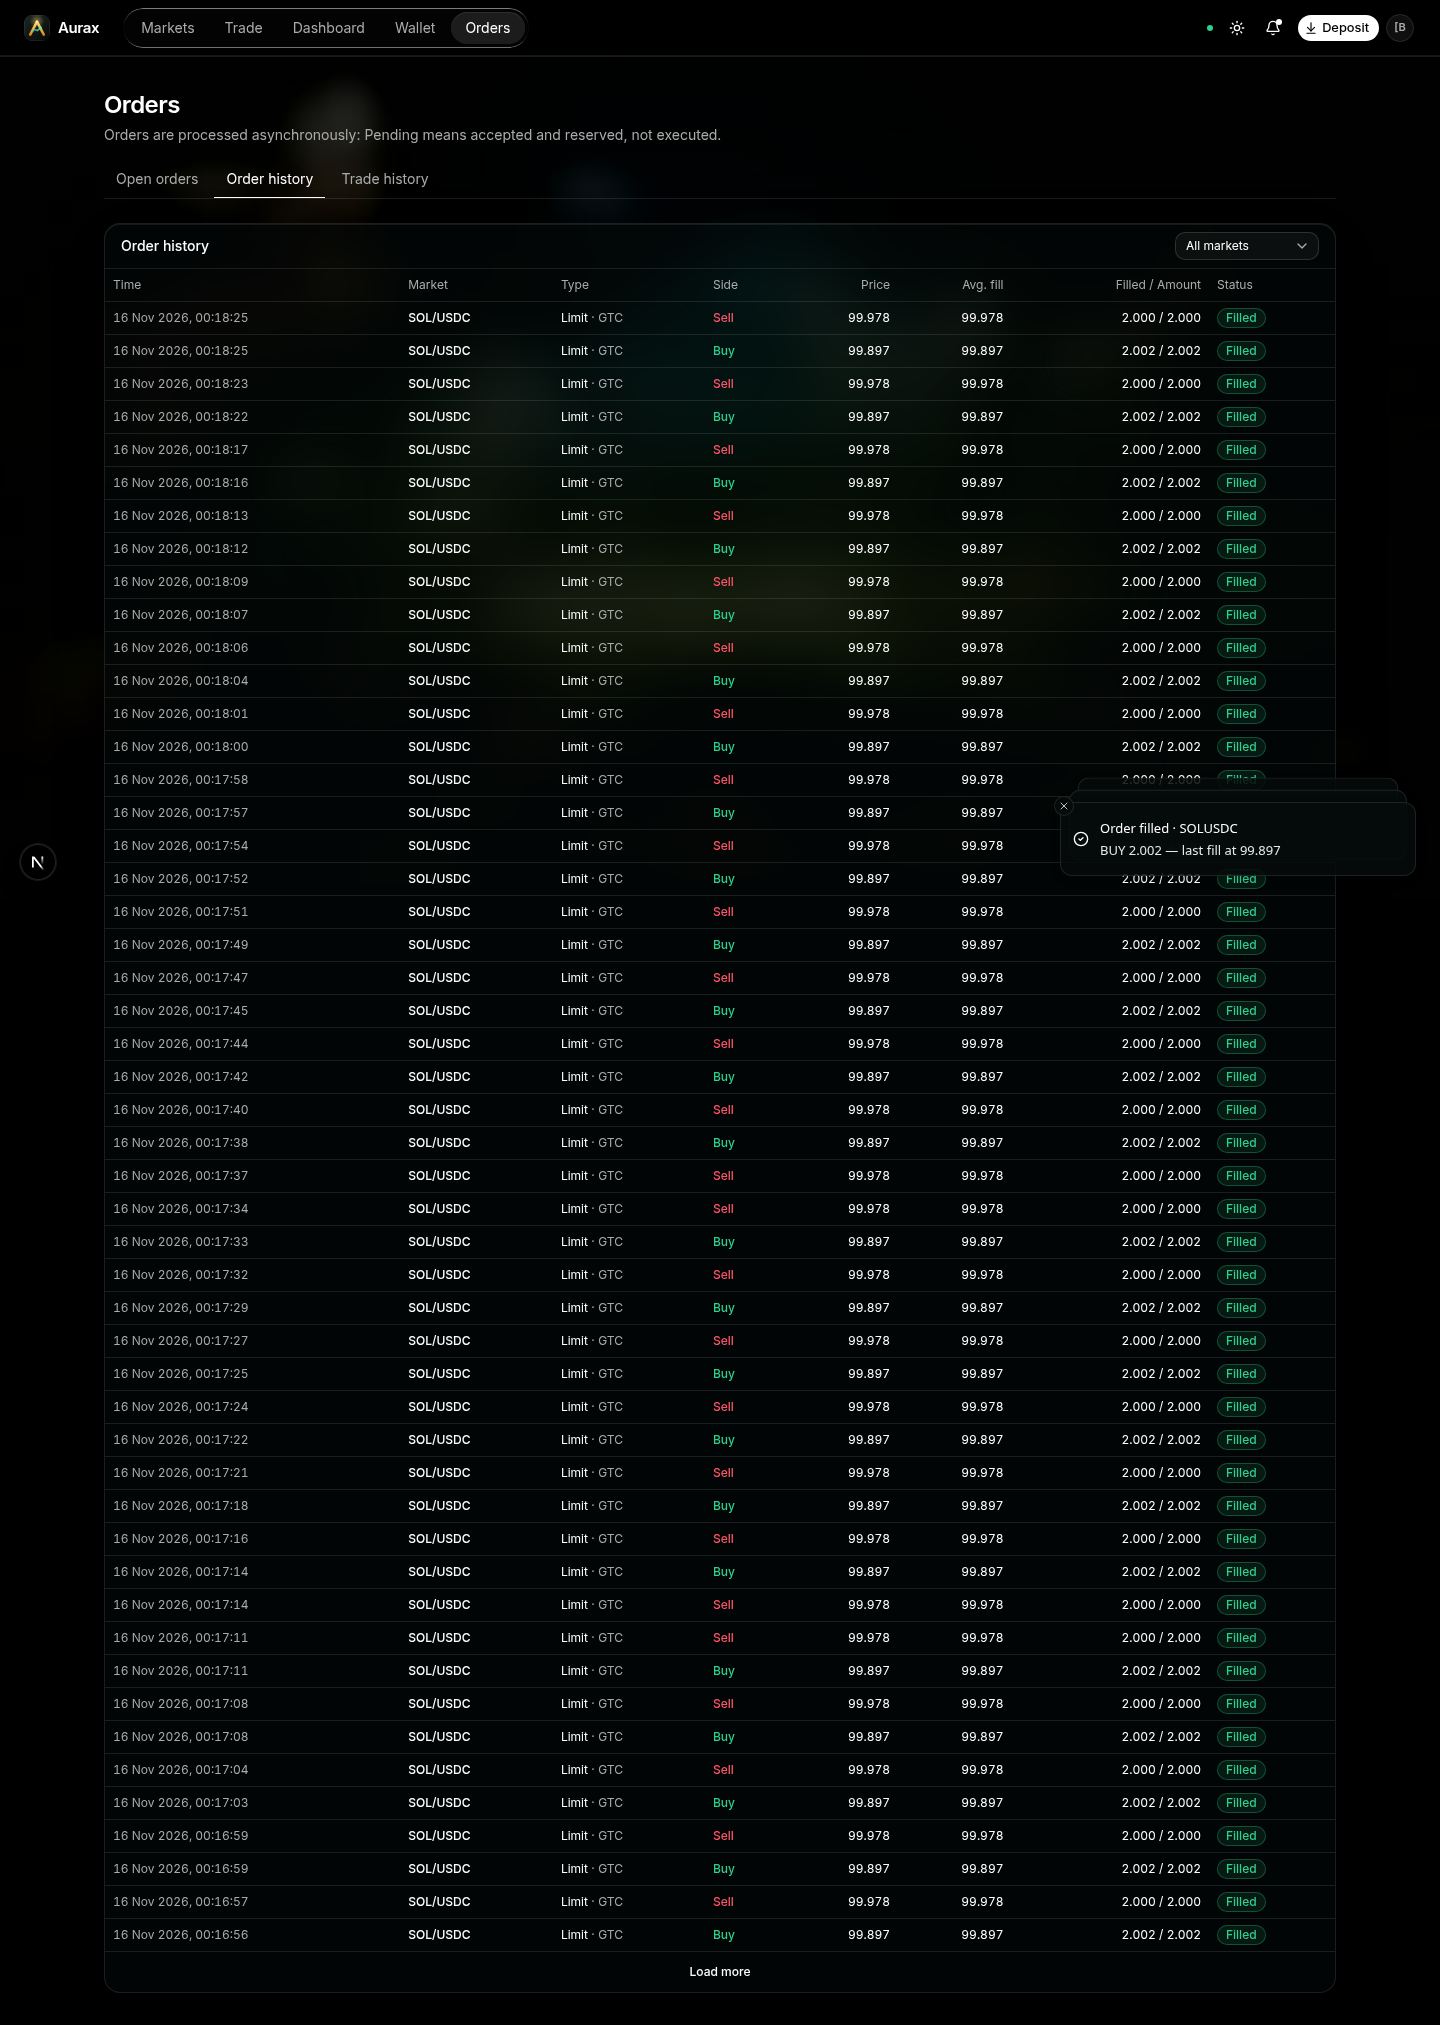 Aurax
Markets Trade Dashboard Wallet Orders
Deposit
[B
Orders
Orders are processed asynchronously: Pending means accepted and reserved, not executed.
Open orders Order history Trade history
Order history
All markets
Time Market Type Side Price Avg. fill Filled / Amount Status
16 Nov 2026, 00:18:25 SOL/USDC Limit · GTC Sell 99.978 99.978 2.000 / 2.000 Filled
16 Nov 2026, 00:18:25 SOL/USDC Limit · GTC Buy 99.897 99.897 2.002 / 2.002 Filled
16 Nov 2026, 00:18:23 SOL/USDC Limit · GTC Sell 99.978 99.978 2.000 / 2.000 Filled
16 Nov 2026, 00:18:22 SOL/USDC Limit · GTC Buy 99.897 99.897 2.002 / 2.002 Filled
16 Nov 2026, 00:18:17 SOL/USDC Limit · GTC Sell 99.978 99.978 2.000 / 2.000 Filled
16 Nov 2026, 00:18:16 SOL/USDC Limit · GTC Buy 99.897 99.897 2.002 / 2.002 Filled
16 Nov 2026, 00:18:13 SOL/USDC Limit · GTC Sell 99.978 99.978 2.000 / 2.000 Filled
16 Nov 2026, 00:18:12 SOL/USDC Limit · GTC Buy 99.897 99.897 2.002 / 2.002 Filled
16 Nov 2026, 00:18:09 SOL/USDC Limit · GTC Sell 99.978 99.978 2.000 / 2.000 Filled
16 Nov 2026, 00:18:07 SOL/USDC Limit · GTC Buy 99.897 99.897 2.002 / 2.002 Filled
16 Nov 2026, 00:18:06 SOL/USDC Limit · GTC Sell 99.978 99.978 2.000 / 2.000 Filled
16 Nov 2026, 00:18:04 SOL/USDC Limit · GTC Buy 99.897 99.897 2.002 / 2.002 Filled
16 Nov 2026, 00:18:01 SOL/USDC Limit · GTC Sell 99.978 99.978 2.000 / 2.000 Filled
16 Nov 2026, 00:18:00 SOL/USDC Limit · GTC Buy 99.897 99.897 2.002 / 2.002 Filled
16 Nov 2026, 00:17:58 SOL/USDC Limit · GTC Sell 99.978 99.978 2.000 / 2.000 Filled
16 Nov 2026, 00:17:57 SOL/USDC Limit · GTC Buy 99.897 99.897
16 Nov 2026, 00:17:54 SOL/USDC Limit · GTC Sell 99.978 99.978
Order filled · SOLUSDC
BUY 2.002 — last fill at 99.897
16 Nov 2026, 00:17:52 SOL/USDC Limit · GTC Buy 99.897 99.897 2.002 / 2.002 Filled
16 Nov 2026, 00:17:51 SOL/USDC Limit · GTC Sell 99.978 99.978 2.000 / 2.000 Filled
16 Nov 2026, 00:17:49 SOL/USDC Limit · GTC Buy 99.897 99.897 2.002 / 2.002 Filled
16 Nov 2026, 00:17:47 SOL/USDC Limit · GTC Sell 99.978 99.978 2.000 / 2.000 Filled
16 Nov 2026, 00:17:45 SOL/USDC Limit · GTC Buy 99.897 99.897 2.002 / 2.002 Filled
16 Nov 2026, 00:17:44 SOL/USDC Limit · GTC Sell 99.978 99.978 2.000 / 2.000 Filled
16 Nov 2026, 00:17:42 SOL/USDC Limit · GTC Buy 99.897 99.897 2.002 / 2.002 Filled
16 Nov 2026, 00:17:40 SOL/USDC Limit · GTC Sell 99.978 99.978 2.000 / 2.000 Filled
16 Nov 2026, 00:17:38 SOL/USDC Limit · GTC Buy 99.897 99.897 2.002 / 2.002 Filled
16 Nov 2026, 00:17:37 SOL/USDC Limit · GTC Sell 99.978 99.978 2.000 / 2.000 Filled
16 Nov 2026, 00:17:34 SOL/USDC Limit · GTC Sell 99.978 99.978 2.000 / 2.000 Filled
16 Nov 2026, 00:17:33 SOL/USDC Limit · GTC Buy 99.897 99.897 2.002 / 2.002 Filled
16 Nov 2026, 00:17:32 SOL/USDC Limit · GTC Sell 99.978 99.978 2.000 / 2.000 Filled
16 Nov 2026, 00:17:29 SOL/USDC Limit · GTC Buy 99.897 99.897 2.002 / 2.002 Filled
16 Nov 2026, 00:17:27 SOL/USDC Limit · GTC Sell 99.978 99.978 2.000 / 2.000 Filled
16 Nov 2026, 00:17:25 SOL/USDC Limit · GTC Buy 99.897 99.897 2.002 / 2.002 Filled
16 Nov 2026, 00:17:24 SOL/USDC Limit · GTC Sell 99.978 99.978 2.000 / 2.000 Filled
16 Nov 2026, 00:17:22 SOL/USDC Limit · GTC Buy 99.897 99.897 2.002 / 2.002 Filled
16 Nov 2026, 00:17:21 SOL/USDC Limit · GTC Sell 99.978 99.978 2.000 / 2.000 Filled
16 Nov 2026, 00:17:18 SOL/USDC Limit · GTC Buy 99.897 99.897 2.002 / 2.002 Filled
16 Nov 2026, 00:17:16 SOL/USDC Limit · GTC Sell 99.978 99.978 2.000 / 2.000 Filled
16 Nov 2026, 00:17:14 SOL/USDC Limit · GTC Buy 99.897 99.897 2.002 / 2.002 Filled
16 Nov 2026, 00:17:14 SOL/USDC Limit · GTC Sell 99.978 99.978 2.000 / 2.000 Filled
16 Nov 2026, 00:17:11 SOL/USDC Limit · GTC Sell 99.978 99.978 2.000 / 2.000 Filled
16 Nov 2026, 00:17:11 SOL/USDC Limit · GTC Buy 99.897 99.897 2.002 / 2.002 Filled
16 Nov 2026, 00:17:08 SOL/USDC Limit · GTC Sell 99.978 99.978 2.000 / 2.000 Filled
16 Nov 2026, 00:17:08 SOL/USDC Limit · GTC Buy 99.897 99.897 2.002 / 2.002 Filled
16 Nov 2026, 00:17:04 SOL/USDC Limit · GTC Sell 99.978 99.978 2.000 / 2.000 Filled
16 Nov 2026, 00:17:03 SOL/USDC Limit · GTC Buy 99.897 99.897 2.002 / 2.002 Filled
16 Nov 2026, 00:16:59 SOL/USDC Limit · GTC Sell 99.978 99.978 2.000 / 2.000 Filled
16 Nov 2026, 00:16:59 SOL/USDC Limit · GTC Buy 99.897 99.897 2.002 / 2.002 Filled
16 Nov 2026, 00:16:57 SOL/USDC Limit · GTC Sell 99.978 99.978 2.000 / 2.000 Filled
16 Nov 2026, 00:16:56 SOL/USDC Limit · GTC Buy 99.897 99.897 2.002 / 2.002 Filled
Load more